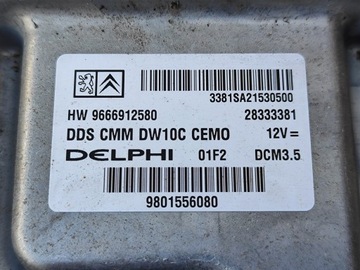 3381SA21530500
HW 9666912580 28333381
DDS CMM DW10C CEMO 12V=
DELPHI 01F2 DCM3.5
9801556080